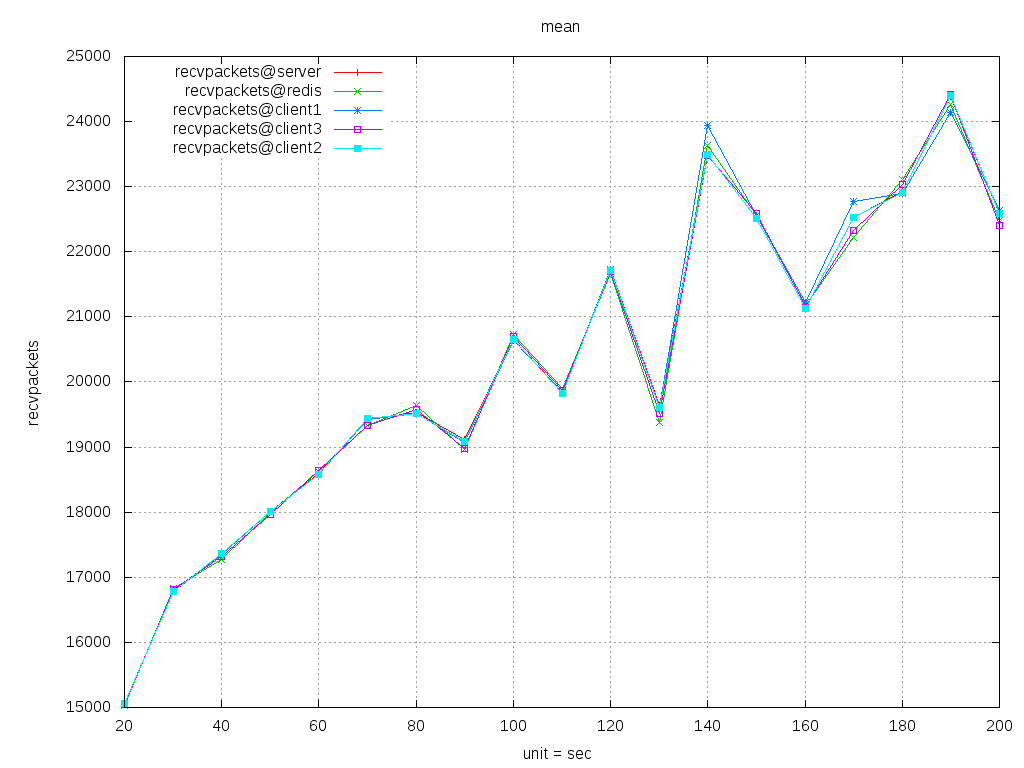 mean
25000
24000
23000
22000
21000
20000
19000
18000
17000
16000
15000
recvpackets
recvpackets@server
recvpackets@redis
recvpackets@client1
recvpackets@client3
recvpackets@client2
20 40 60 80 100 120 140 160 180 200
unit = sec